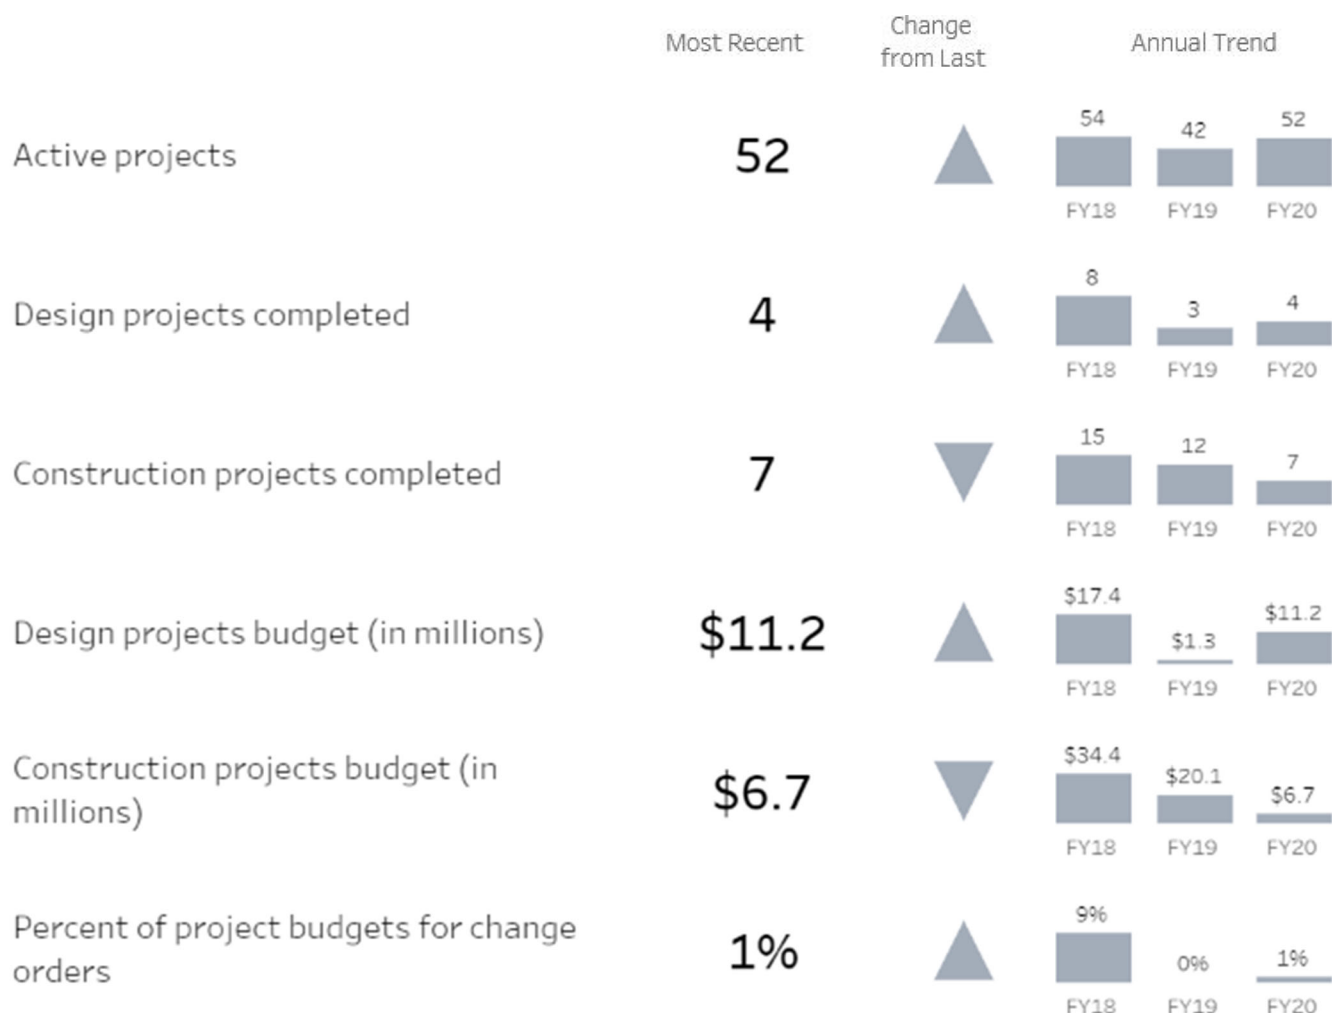 Most Recent
Change
from Last
Annual Trend
Active projects
52
54
42
52
FY18
FY19
FY20
Design projects completed
4
8
3
4
FY18
FY19
FY20
Construction projects completed
7
15
12
7
FY18
FY19
FY20
Design projects budget (in millions)
$11.2
$17.4
$1.3
$11.2
FY18
FY19
FY20
Construction projects budget (in
millions)
$6.7
$34.4
$20.1
$6.7
FY18
FY19
FY20
Percent of project budgets for change
orders
1%
9%
0%
1%
FY18
FY19
FY20